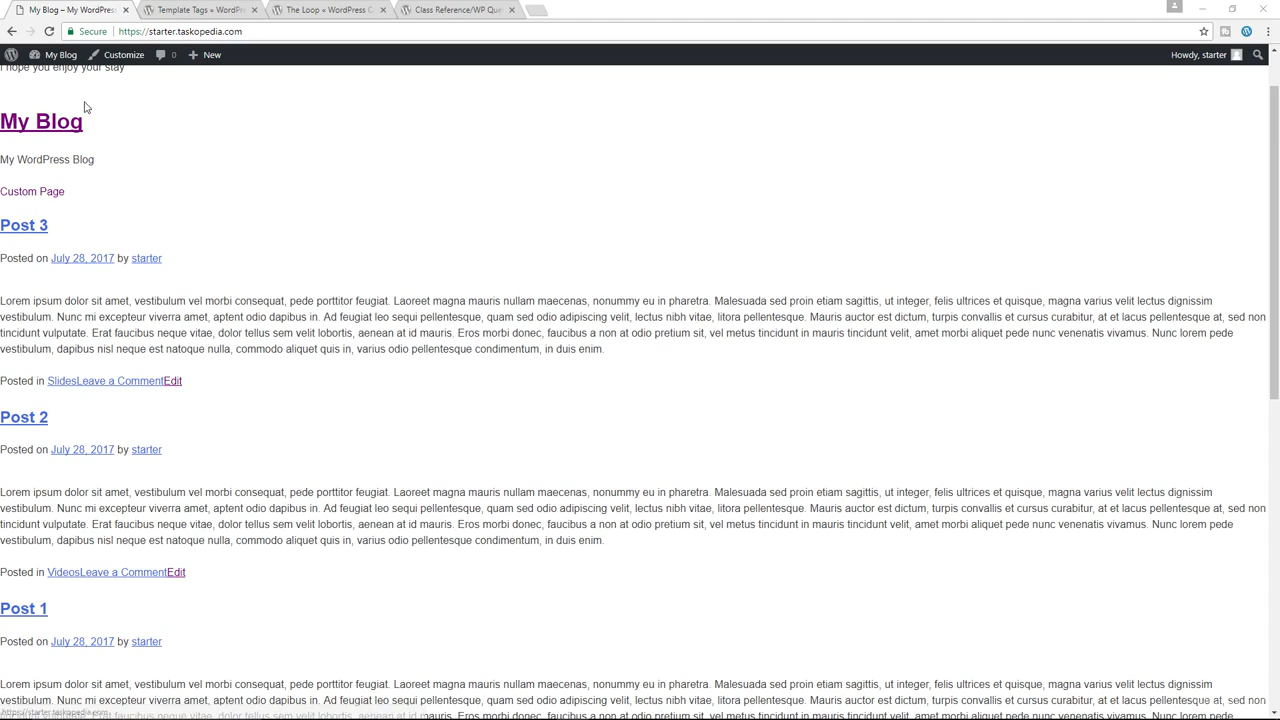 My Blog – My WordPress
Template Tags « WordPre
The Loop « WordPress C
Class Reference/WP Que
Secure
https://starter.taskopedia.com
My Blog
Customize
0
New
Howdy, starter
I hope you enjoy your stay
My Blog
My WordPress Blog
Custom Page
Post 3
Posted on July 28, 2017 by starter
Lorem ipsum dolor sit amet, vestibulum vel morbi consequat, pede porttitor feugiat. Laoreet magna mauris nullam maecenas, nonummy eu in pharetra. Malesuada sed proin etiam sagittis, ut integer, felis ultrices et quisque, magna varius velit lectus dignissim
vestibulum. Nunc mi excepteur viverra amet, aptent odio dapibus in. Ad feugiat leo sequi pellentesque, quam sed odio adipiscing velit, lectus nibh vitae, litora pellentesque. Mauris auctor est dictum, turpis convallis et cursus curabitur, at et lacus pellentesque at, sed non
nonummy vulputate. Erat faucibus neque vitae, dolor tellus sem velit lobortis, aenean at id mauris. Eros morbi donec, faucibus a non at odio pretium sit, vel metus tincidunt in mauris tincidunt velit, amet morbi aliquet pede nunc venenatis vivamus. Nunc lorem pede
vestibulum, dapibus nisl neque est natoque nulla, commodo aliquet quis in, varius odio pellentesque condimentum, in duis enim.
Posted in SlidesLeave a CommentEdit
Post 2
Posted on July 28, 2017 by starter
Lorem ipsum dolor sit amet, vestibulum vel morbi consequat, pede porttitor feugiat. Laoreet magna mauris nullam maecenas, nonummy eu in pharetra. Malesuada sed proin etiam sagittis, ut integer, felis ultrices et quisque, magna varius velit lectus dignissim
vestibulum. Nunc mi excepteur viverra amet, aptent odio dapibus in. Ad feugiat leo sequi pellentesque, quam sed odio adipiscing velit, lectus nibh vitae, litora pellentesque. Mauris auctor est dictum, turpis convallis et cursus curabitur, at et lacus pellentesque at, sed non
tincidunt vulputate. Erat faucibus neque vitae, dolor tellus sem velit lobortis, aenean at id mauris. Eros morbi donec, faucibus a non at odio pretium sit, vel metus tincidunt in mauris tincidunt velit, amet morbi aliquet pede nunc venenatis vivamus. Nunc lorem pede
vestibulum, dapibus nisl neque est natoque nulla, commodo aliquet quis in, varius odio pellentesque condimentum, in duis enim.
Posted in VideosLeave a CommentEdit
Post 1
Posted on July 28, 2017 by starter
Lorem ipsum dolor sit amet, vestibulum vel morbi consequat, pede porttitor feugiat. Laoreet magna mauris nullam maecenas, nonummy eu in pharetra. Malesuada sed proin etiam sagittis, ut integer, felis ultrices et quisque, magna varius velit lectus dignissim
vestibulum. Nunc mi excepteur viverra amet, aptent odio dapibus in. Ad feugiat leo sequi pellentesque, quam sed odio adipiscing velit, lectus nibh vitae, litora pellentesque. Mauris auctor est dictum, turpis convallis et cursus curabitur, at et lacus pellentesque at, sed non
https://starter.taskopedia.com